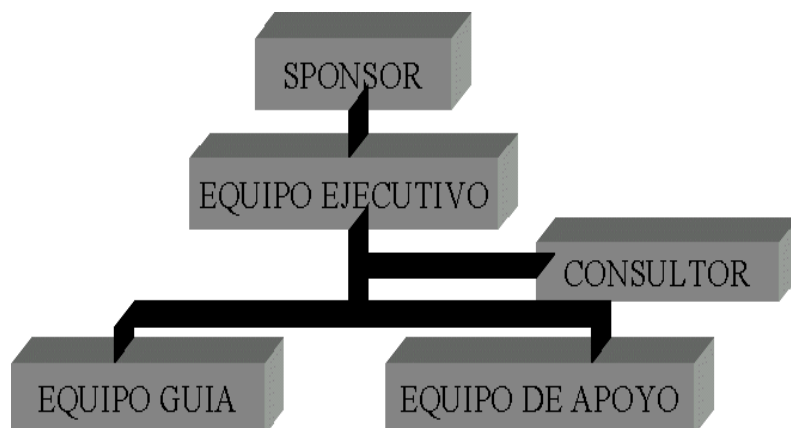 SPONSOR
EQUIPO EJECUTIVO
CONSULTOR
EQUIPO GUIA
EQUIPO DE APOYO